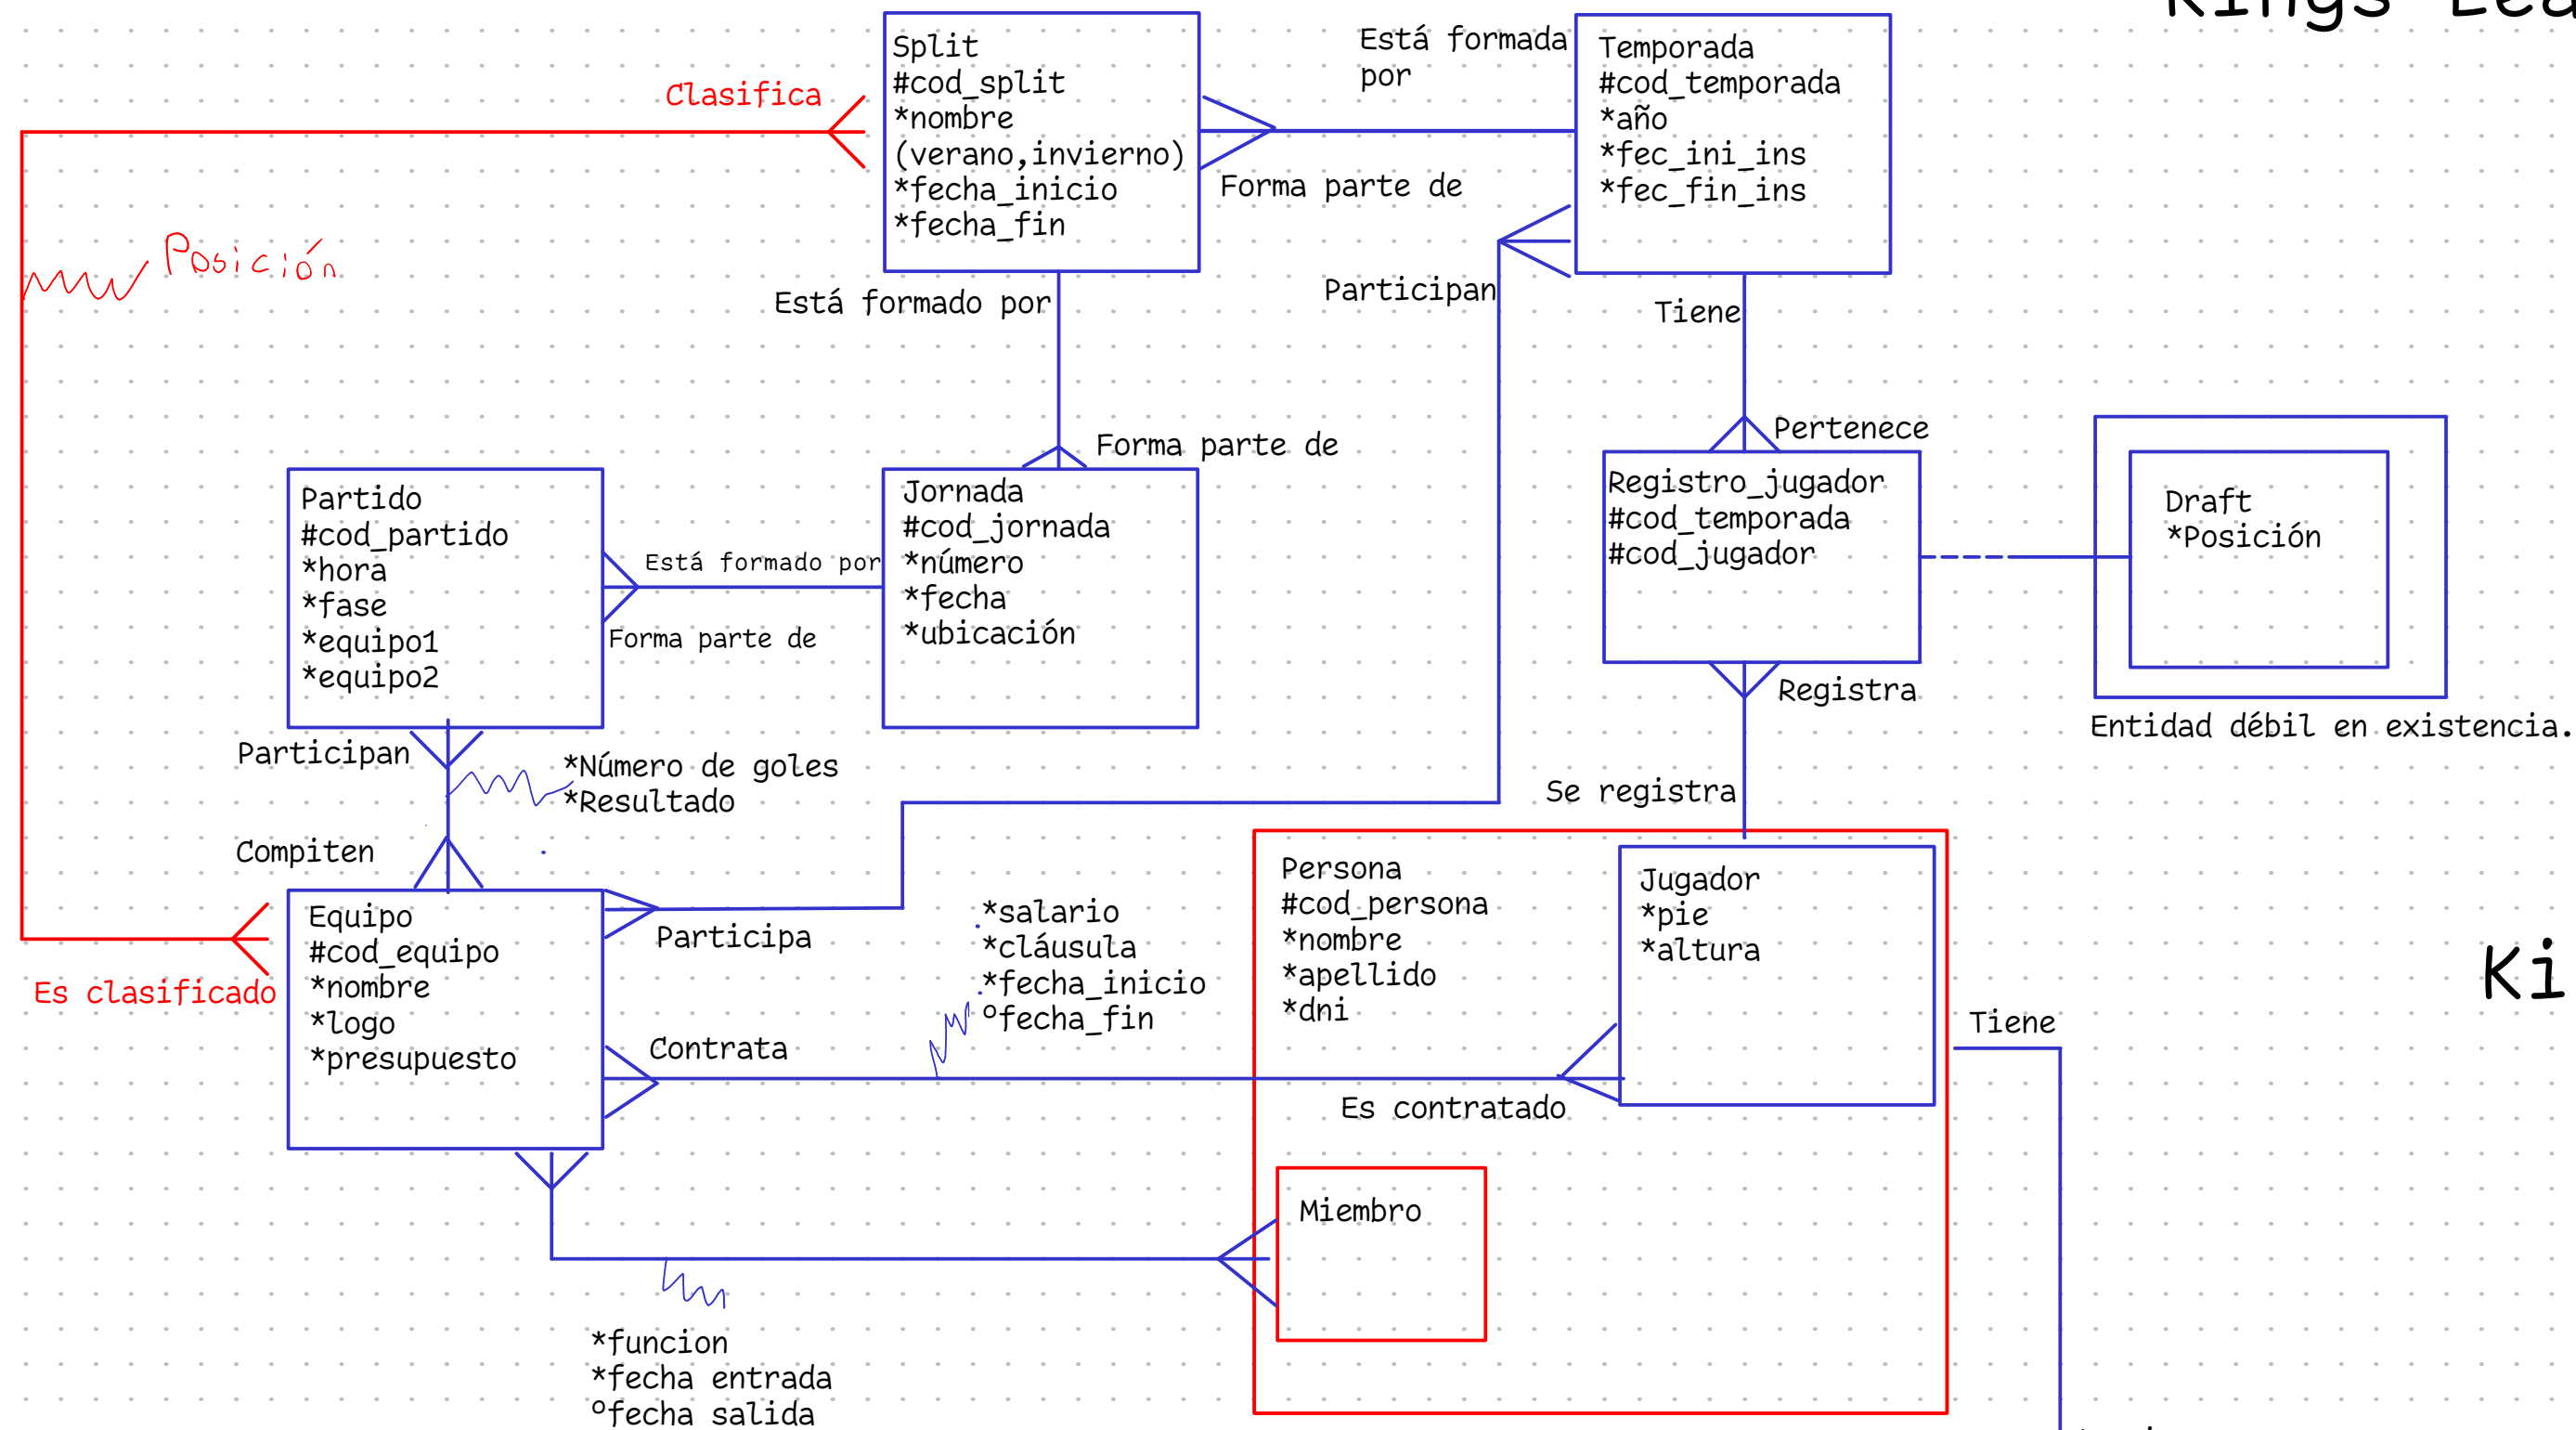 Kings Lea
Split
#cod_split
*nombre
(verano,invierno)
*fecha_inicio
*fecha_fin
Está formada
por
Temporada
#cod_temporada
*año
*fec_ini_ins
*fec_fin_ins
Clasifica
Forma parte de
Posición
Está formado por
Participan
Tiene
Forma parte de
Pertenece
Partido
#cod_partido
*hora
*fase
*equipo1
*equipo2
Está formado por
Forma parte de
Jornada
#cod_jornada
*número
*fecha
*ubicación
Registro_jugador
#cod_temporada
#cod_jugador
Draft
*Posición
Registra
Entidad débil en existencia.
Participan
*Número de goles
*Resultado
Se registra
Compiten
Equipo
#cod_equipo
*nombre
*logo
*presupuesto
Participa
Es clasificado
*salario
*cláusula
*fecha_inicio
ºfecha_fin
Persona
#cod_persona
*nombre
*apellido
*dni
Jugador
*pie
*altura
Ki
Tiene
Contrata
Es contratado
Miembro
*funcion
*fecha entrada
ºfecha salida